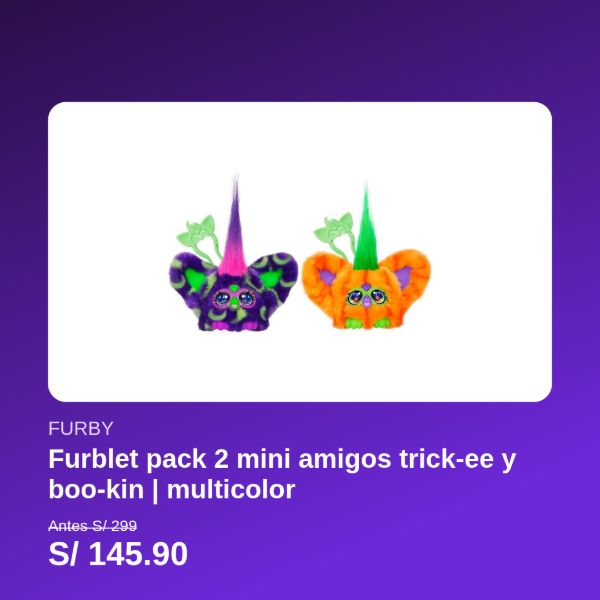 FURBY
Furblet pack 2 mini amigos trick-ee y
boo-kin | multicolor
Antes S/ 299
S/ 145.90